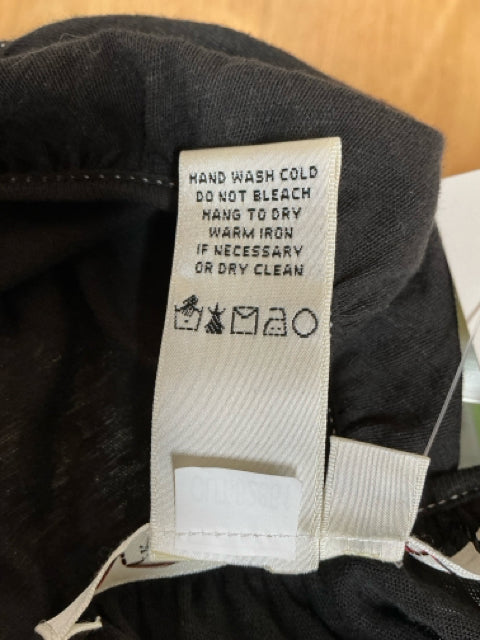 HAND WASH COLD
DO NOT BLEACH
HANG TO DRY
WARM IRON
IF NECESSARY
OR DRY CLEAN